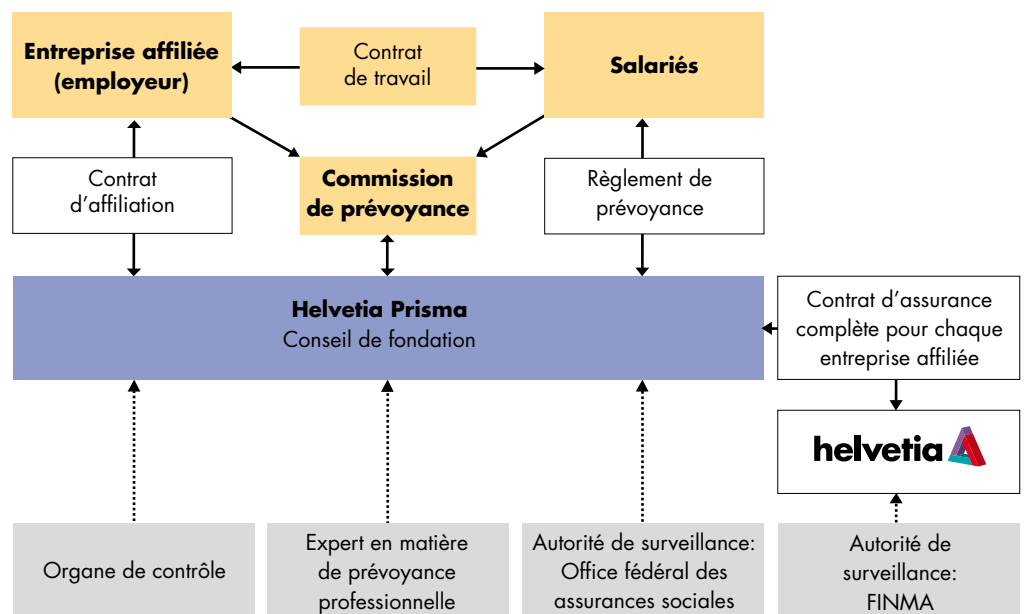 Entreprise affiliée
(employeur)
Contrat
de travail
Salariés
Contrat
d’affiliation
Commission
de prévoyance
Règlement de
prévoyance
Helvetia Prisma
Conseil de fondation
Contrat d’assurance
complète pour chaque
entreprise affiliée
helvetia
Organe de contrôle
Expert en matière
de prévoyance
professionnelle
Autorité de surveillance:
Office fédéral des
assurances sociales
Autorité de
surveillance:
FINMA